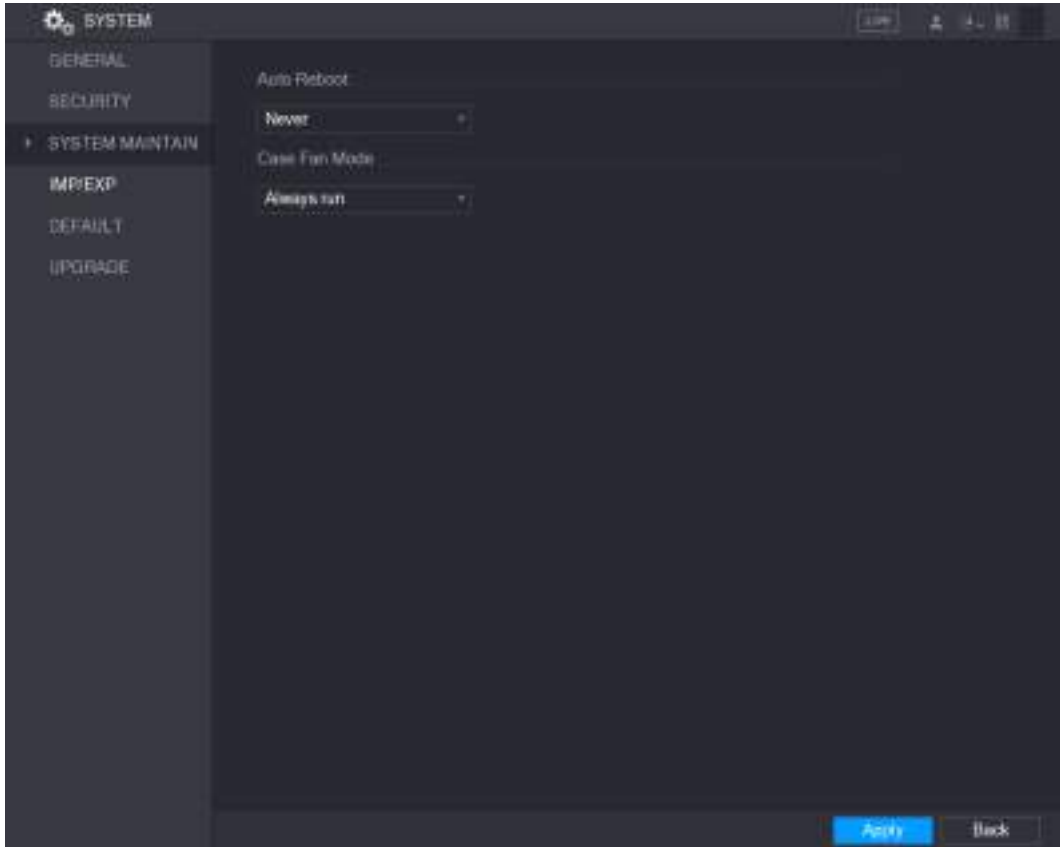 SYSTEM
GENERAL
SECURITY
SYSTEM MAINTAIN
IMP/EXP
DEFAULT
UPGRADE
Auto Reboot
Never
Case Fan Mode
Always run
Apply
Back